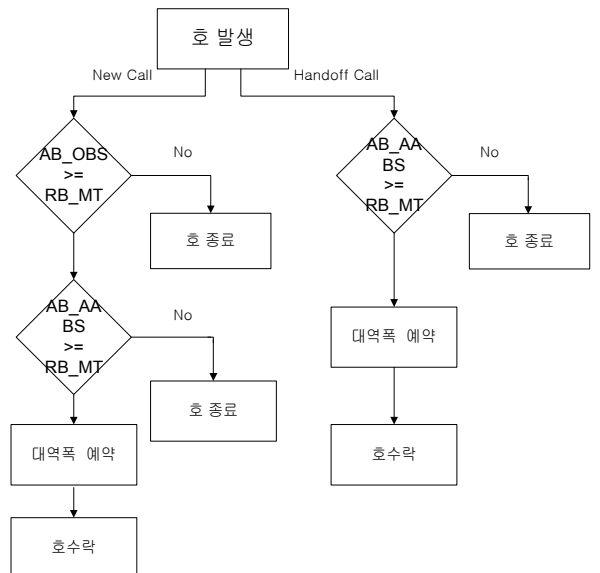 호 발생
New Call
Handoff Call
AB_OBS
>=
RB_MT
No
호 종료
AB_AA
BS
>=
RB_MT
No
호 종료
대역폭 예약
호수락
AB_AA
BS
>=
RB_MT
No
호 종료
대역폭 예약
호수락